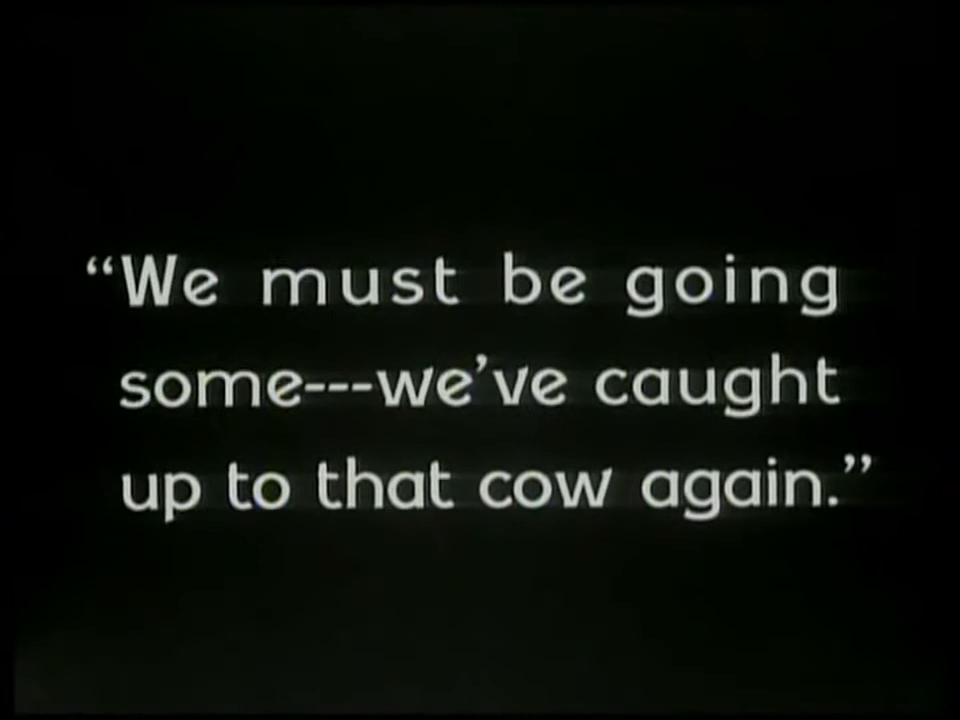 “We must be going
some---we’ve caught
up to that cow again.”